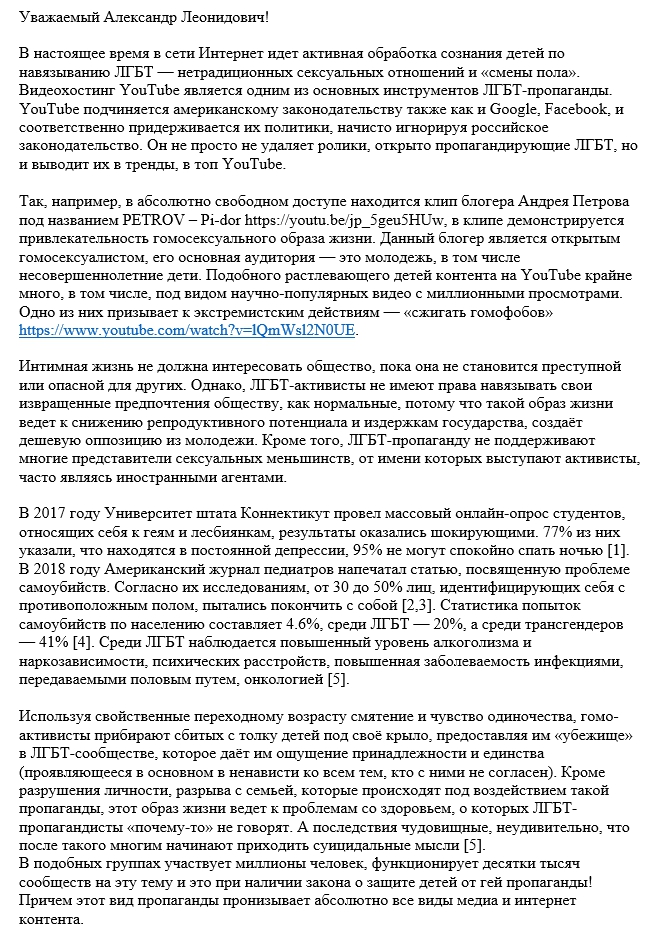 Уважаемый Александр Леонидович!
В настоящее время в сети Интернет идет активная обработка сознания детей по
навязыванию ЛГБТ — нетрадиционных сексуальных отношений и «смены пола».
Видеохостинг YouTube является одним из основных инструментов ЛГБТ-пропаганды.
YouTube подчиняется американскому законодательству также как и Google, Facebook, и
соответственно придерживается их политики, начисто игнорируя российское
законодательство. Он не просто не удаляет ролики, открыто пропагандирующие ЛГБТ, но
и выводит их в тренды, в топ YouTube.
Так, например, в абсолютно свободном доступе находится клип блогера Андрея Петрова
под названием PETROV – Pi-dor https://youtu.be/jp_5geu5HUw, в клипе демонстрируется
привлекательность гомосексуального образа жизни. Данный блогер является открытым
гомосексуалистом, его основная аудитория — это молодежь, в том числе
несовершеннолетние дети. Подобного растлевающего детей контента на YouTube крайне
много, в том числе, под видом научно-популярных видео с миллионными просмотрами.
Одно из них призывает к экстремистским действиям — «сжигать гомофобов»
https://www.youtube.com/watch?v=lQmWsl2N0UE.
Интимная жизнь не должна интересовать общество, пока она не становится преступной
или опасной для других. Однако, ЛГБТ-активисты не имеют права навязывать свои
извращенные предпочтения обществу, как нормальные, потому что такой образ жизни
ведет к снижению репродуктивного потенциала и издержкам государства, создаёт
дешевую оппозицию из молодежи. Кроме того, ЛГБТ-пропаганду не поддерживают
многие представители сексуальных меньшинств, от имени которых выступают активисты,
часто являясь иностранными агентами.
В 2017 году Университет штата Коннектикут провел массовый онлайн-опрос студентов,
относящих себя к геям и лесбиянкам, результаты оказались шокирующими. 77% из них
указали, что находятся в постоянной депрессии, 95% не могут спокойно спать ночью [1].
В 2018 году Американский журнал педиатров напечатал статью, посвященную проблеме
самоубийств. Согласно их исследованиям, от 30 до 50% лиц, идентифицирующих себя с
противоположным полом, пытались покончить с собой [2,3]. Статистика попыток
самоубийств по населению составляет 4.6%, среди ЛГБТ — 20%, а среди трансгендеров
— 41% [4]. Среди ЛГБТ наблюдается повышенный уровень алкоголизма и
наркозависимости, психических расстройств, повышенная заболеваемость инфекциями,
передаваемыми половым путем, онкологией [5].
Используя свойственные переходному возрасту смятение и чувство одиночества, гомо-
активисты прибирают сбитых с толку детей под своё крыло, предоставляя им «убежище»
в ЛГБТ-сообществе, которое даёт им ощущение принадлежности и единства
(проявляющееся в основном в ненависти ко всем тем, кто с ними не согласен). Кроме
разрушения личности, разрыва с семьей, которые происходят под воздействием такой
пропаганды, этот образ жизни ведет к проблемам со здоровьем, о которых ЛГБТ-
пропагандисты «почему-то» не говорят. А последствия чудовищные, неудивительно, что
после такого многим начинают приходить суицидальные мысли [5].
В подобных группах участвует миллионы человек, функционирует десятки тысяч
сообществ на эту тему и это при наличии закона о защите детей от гей пропаганды!
Причем этот вид пропаганды пронизывает абсолютно все виды медиа и интернет
контента.